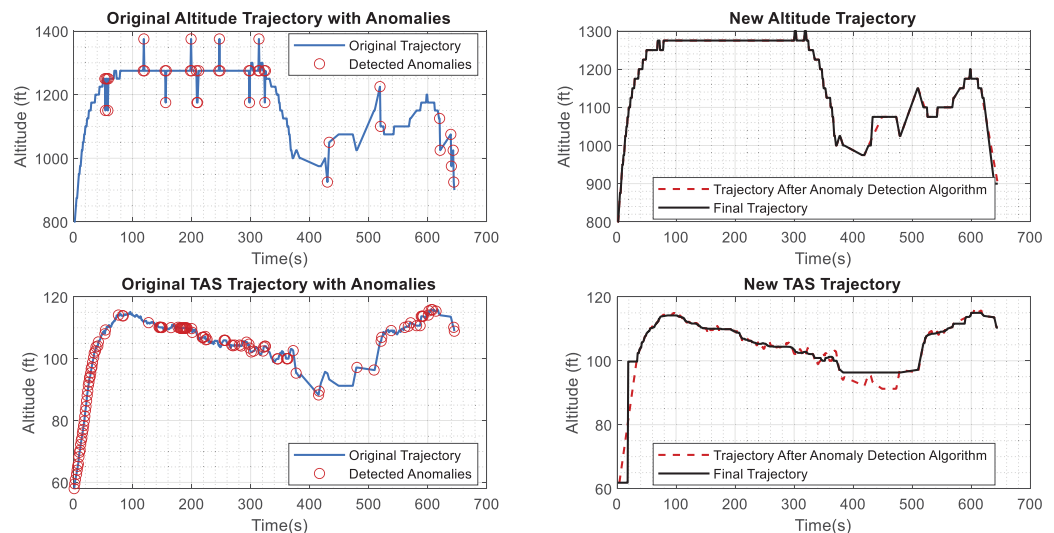 Original Altitude Trajectory with Anomalies
Altitude (ft)
1400
1200
1000
800
0 100 200 300 400 500 600 700
Time(s)
Original Trajectory
Detected Anomalies
New Altitude Trajectory
Altitude (ft)
1300
1200
1100
1000
900
800
0 100 200 300 400 500 600 700
Time(s)
Trajectory After Anomaly Detection Algorithm
Final Trajectory
Original TAS Trajectory with Anomalies
Altitude (ft)
120
100
80
60
0 100 200 300 400 500 600 700
Time(s)
Original Trajectory
Detected Anomalies
New TAS Trajectory
Altitude (ft)
120
100
80
60
0 100 200 300 400 500 600 700
Time(s)
Trajectory After Anomaly Detection Algorithm
Final Trajectory